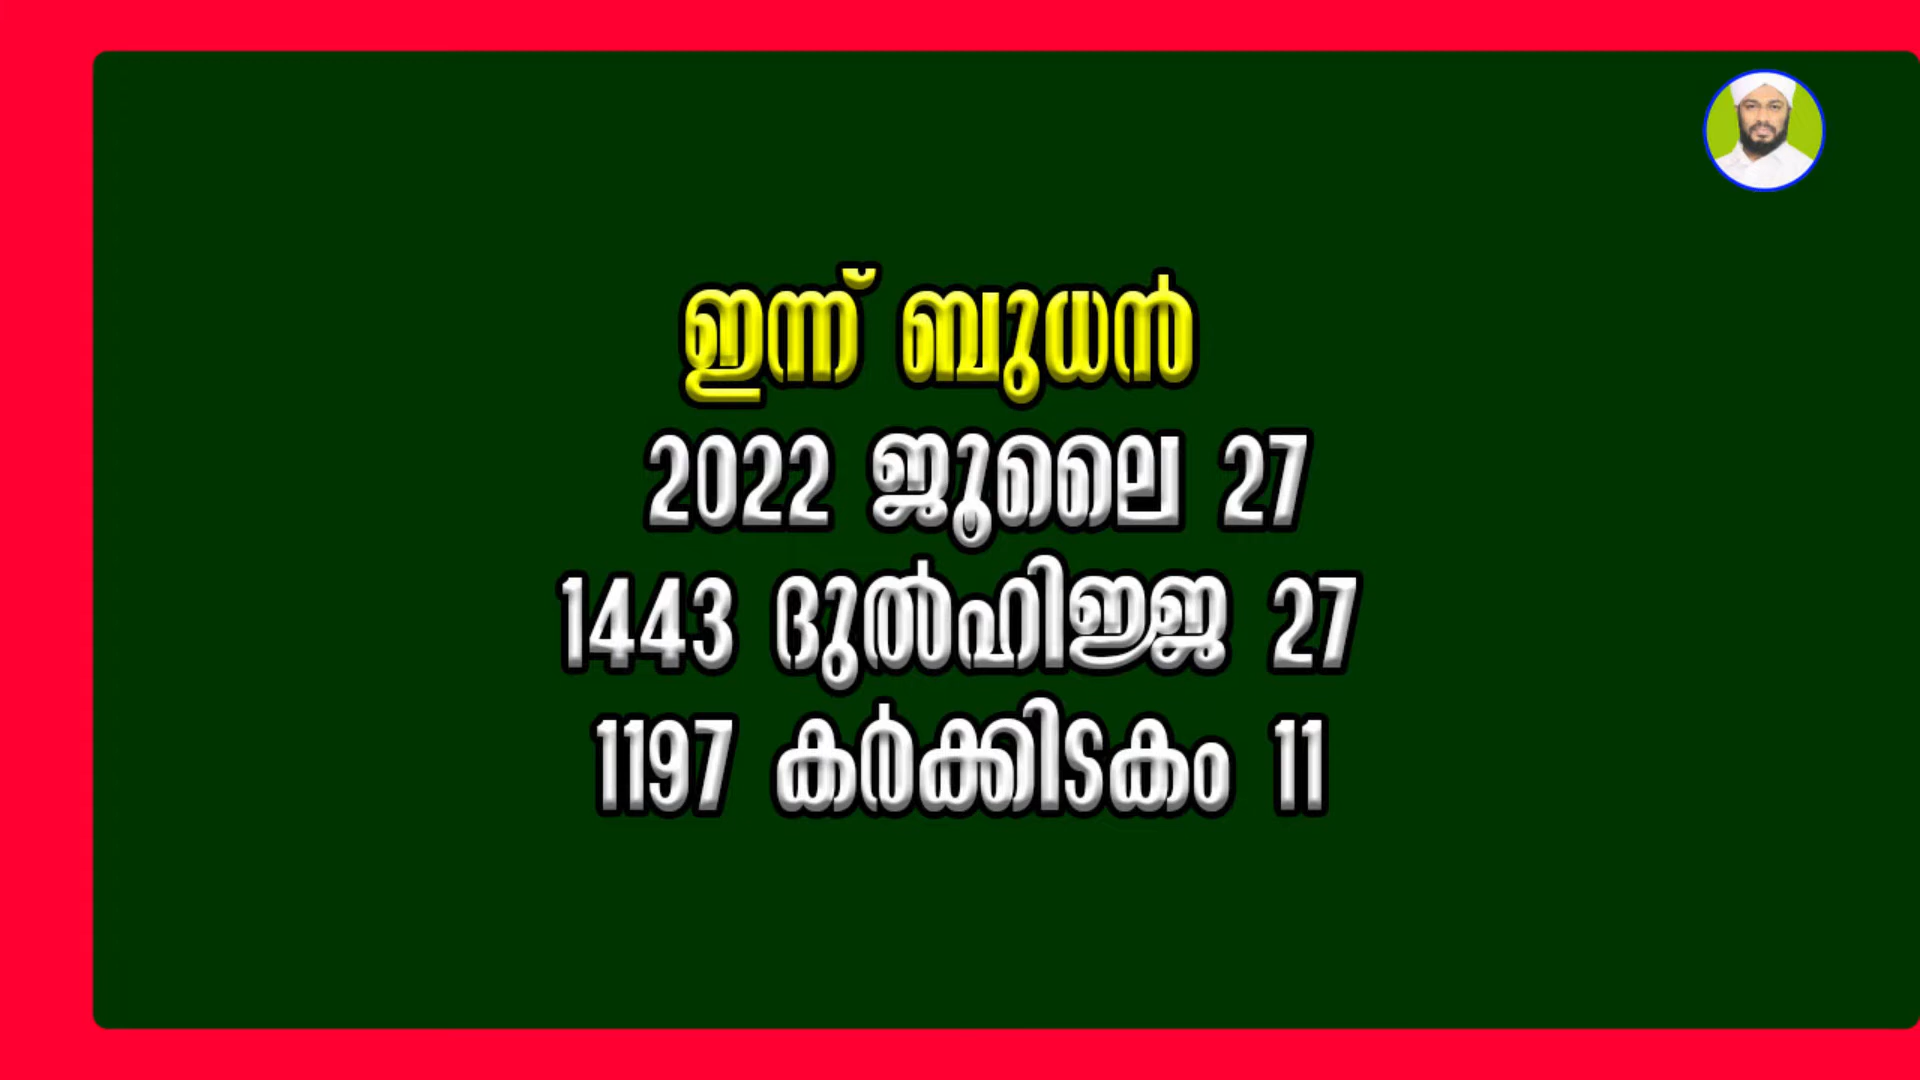 ഇന്ന് ബുധൻ
2022 ജൂലൈ 27
1443 ദുൽഹിജ്ജ 27
1197 കർക്കിടകം 11